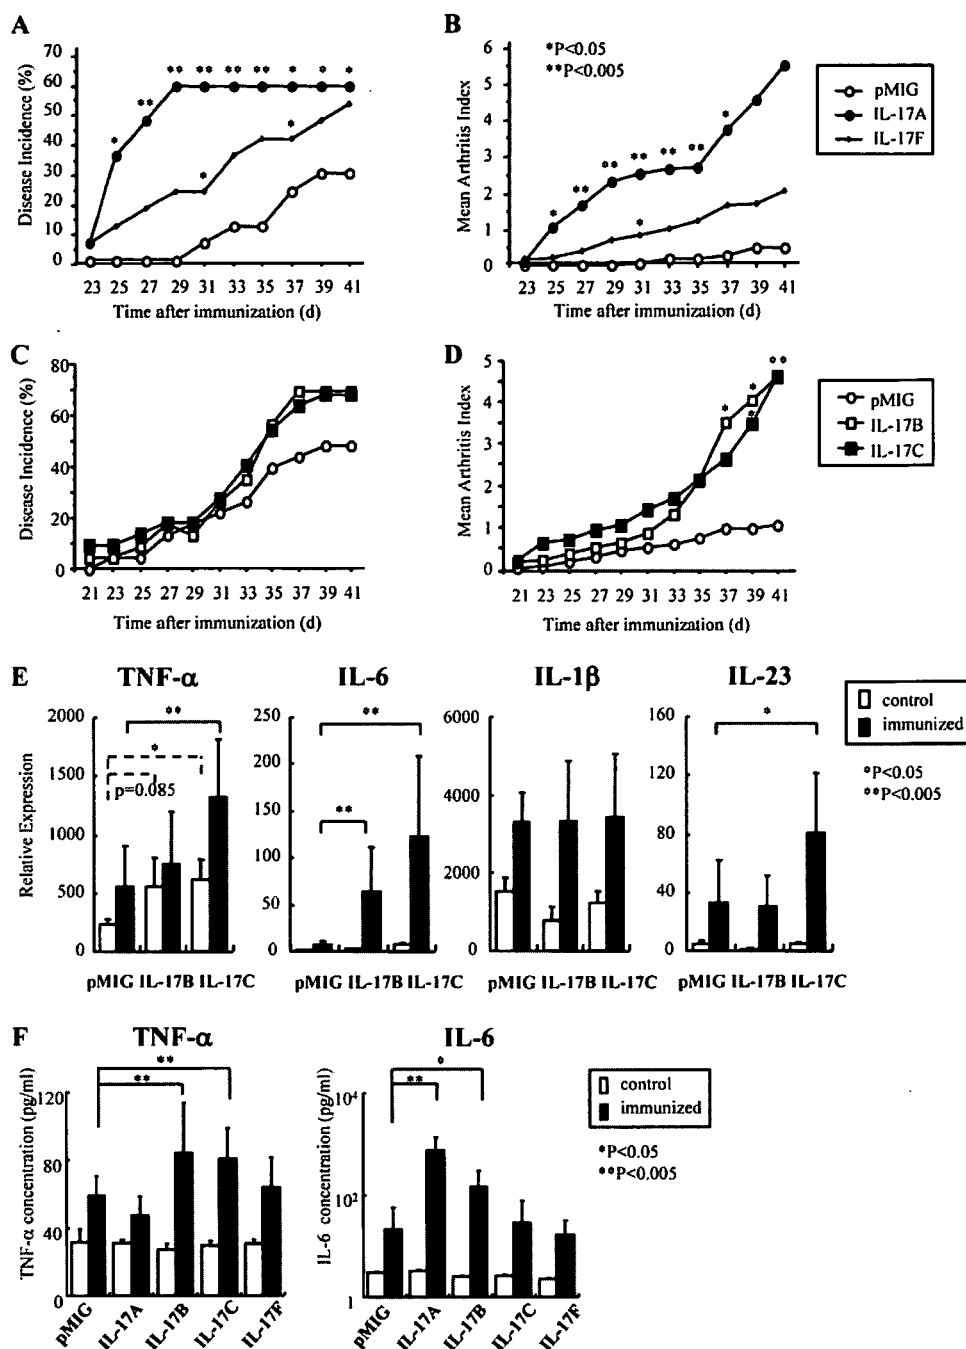 A
Disease Incidence (%)
70
60
50
40
30
20
10
0
* ** ** ** ** ** * * * *
23 25 27 29 31 33 35 37 39 41
Time after immunization (d)
B
Mean Arthritis Index
6
5
4
3
2
1
0
*P<0.05
**P<0.005
* ** ** ** ** ** * *
23 25 27 29 31 33 35 37 39 41
Time after immunization (d)
pMIG
IL-17A
IL-17F
C
Disease Incidence (%)
80
60
40
20
0
21 23 25 27 29 31 33 35 37 39 41
Time after immunization (d)
D
Mean Arthritis Index
5
4
3
2
1
0
* * * **
21 23 25 27 29 31 33 35 37 39 41
Time after immunization (d)
pMIG
IL-17B
IL-17C
E
TNF-α
Relative Expression
2000
1500
1000
500
0
**
*
p=0.085
pMIG IL-17B IL-17C
IL-6
250
200
150
100
50
0
**
**
pMIG IL-17B IL-17C
IL-1β
6000
4000
2000
0
pMIG IL-17B IL-17C
IL-23
160
120
80
40
0
*
pMIG IL-17B IL-17C
control
immunized
*P<0.05
**P<0.005
F
TNF-α
TNF-α concentration (pg/ml)
120
80
40
0
**
**
pMIG IL-17A IL-17B IL-17C IL-17F
IL-6
IL-6 concentration (pg/ml)
10⁴
10²
1
*
**
pMIG IL-17A IL-17B IL-17C IL-17F
control
immunized
*P<0.05
**P<0.005